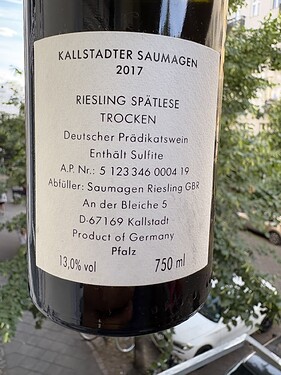 KALLSTADTER SAUMAGEN
2017
RIESLING SPÄTLESE
TROCKEN
Deutscher Prädikatswein
Enthält Sulfite
A.P. Nr.: 5 123 346 0004 19
Abfüller: Saumagen Riesling GBR
An der Bleiche 5
D-67169 Kallstadt
Product of Germany
Pfalz
13,0% vol 750 ml